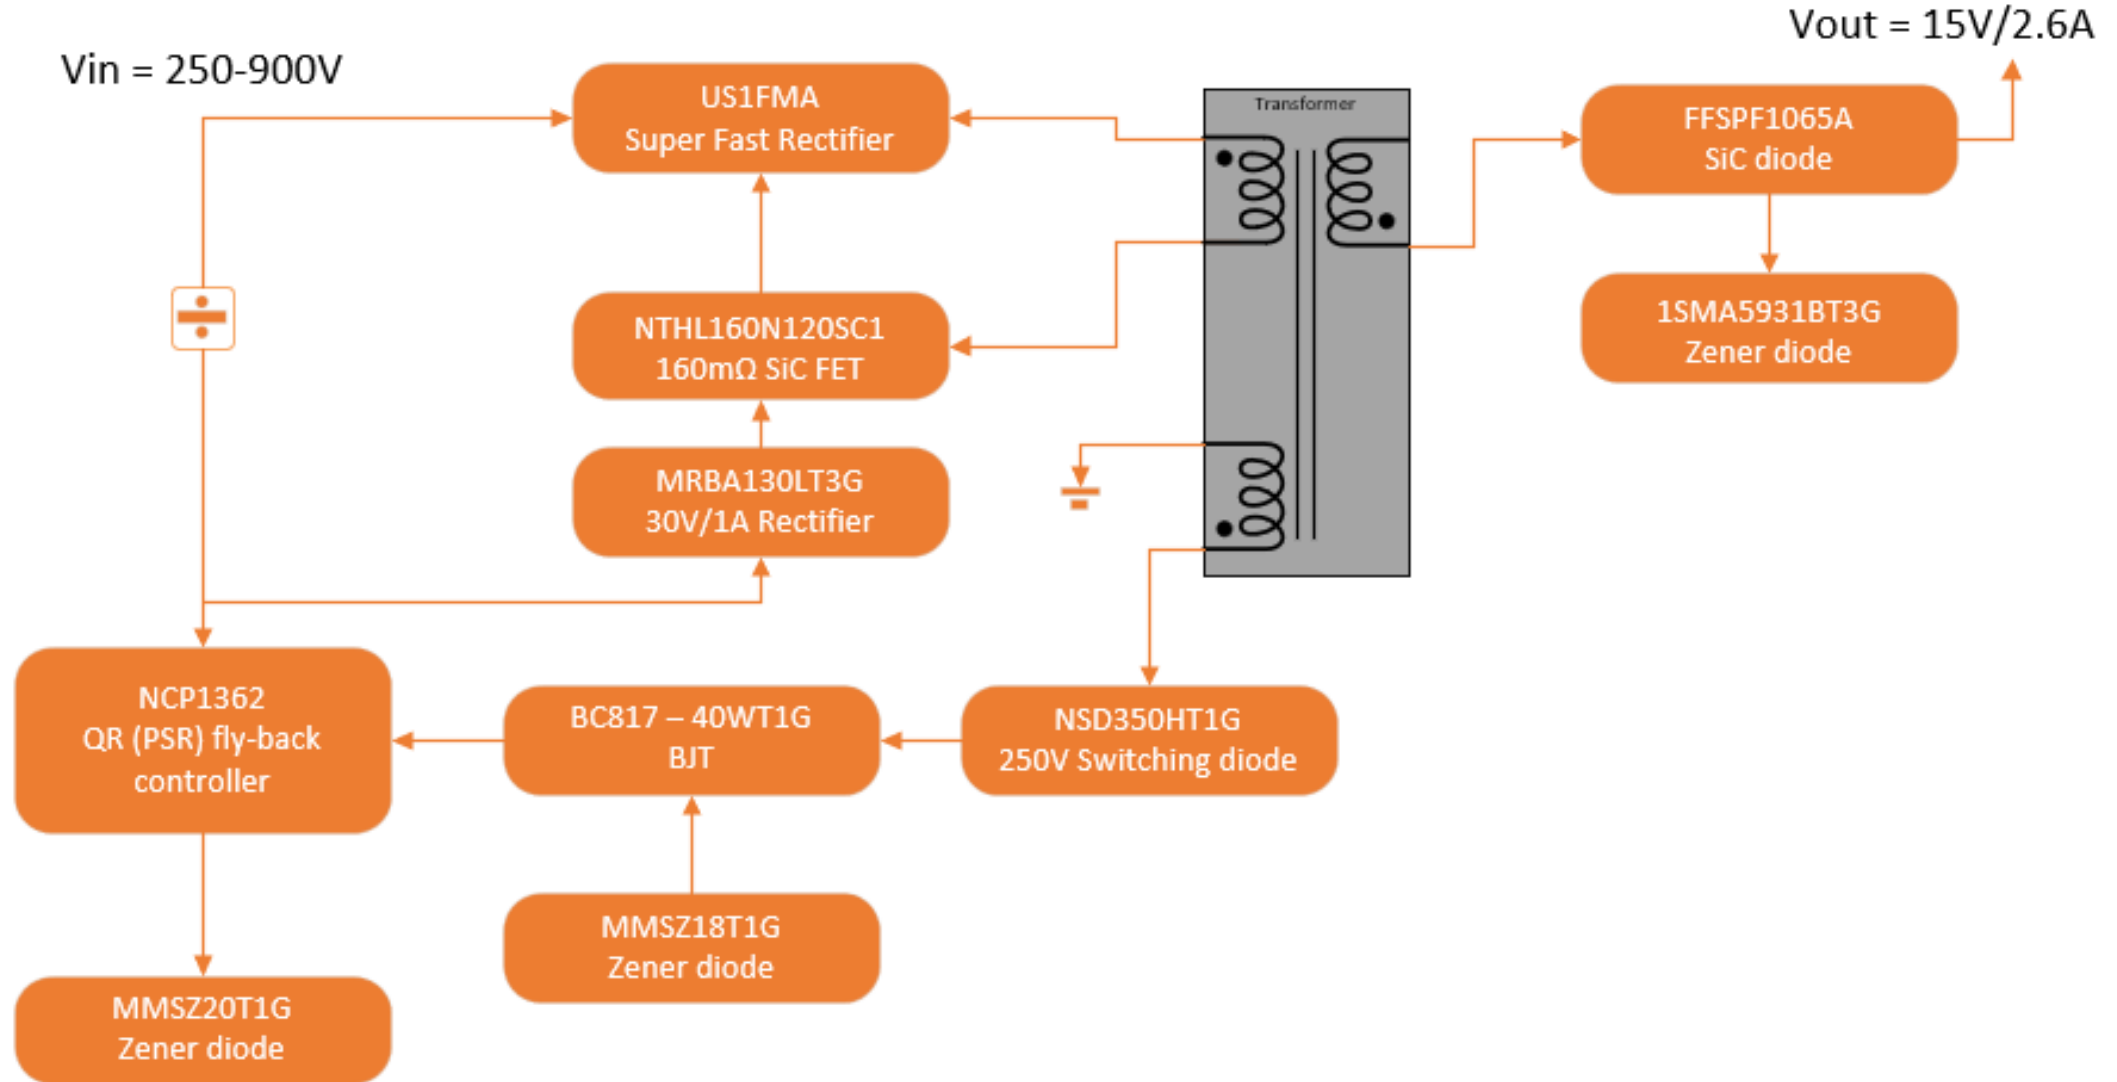 Vout = 15V/2.6A
Vin = 250-900V
US1FMA
Super Fast Rectifier
Transformer
FFSPF1065A
SiC diode
NTHL160N120SC1
160mΩ SiC FET
1SMA5931BT3G
Zener diode
MRBA130LT3G
30V/1A Rectifier
NCP1362
QR (PSR) fly-back
controller
BC817 – 40WT1G
BJT
NSD350HT1G
250V Switching diode
MMSZ18T1G
Zener diode
MMSZ20T1G
Zener diode